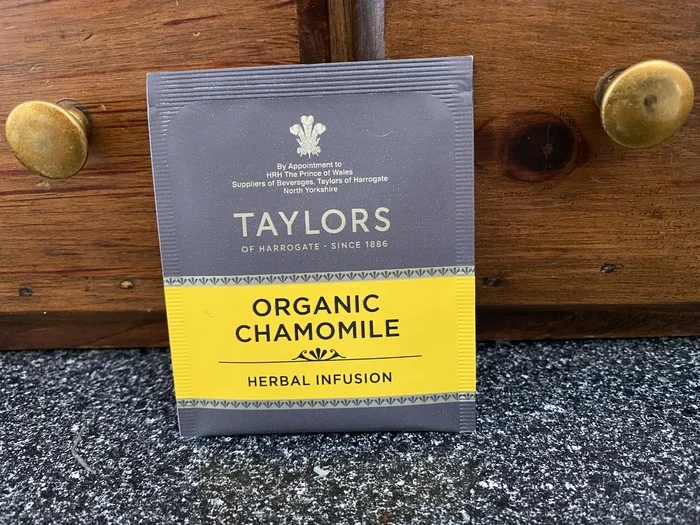 By Appointment to
HRH The Prince of Wales
Suppliers of Beverages, Taylors of Harrogate
North Yorkshire
TAYLORS
OF HARROGATE · SINCE 1886
ORGANIC
CHAMOMILE
HERBAL INFUSION